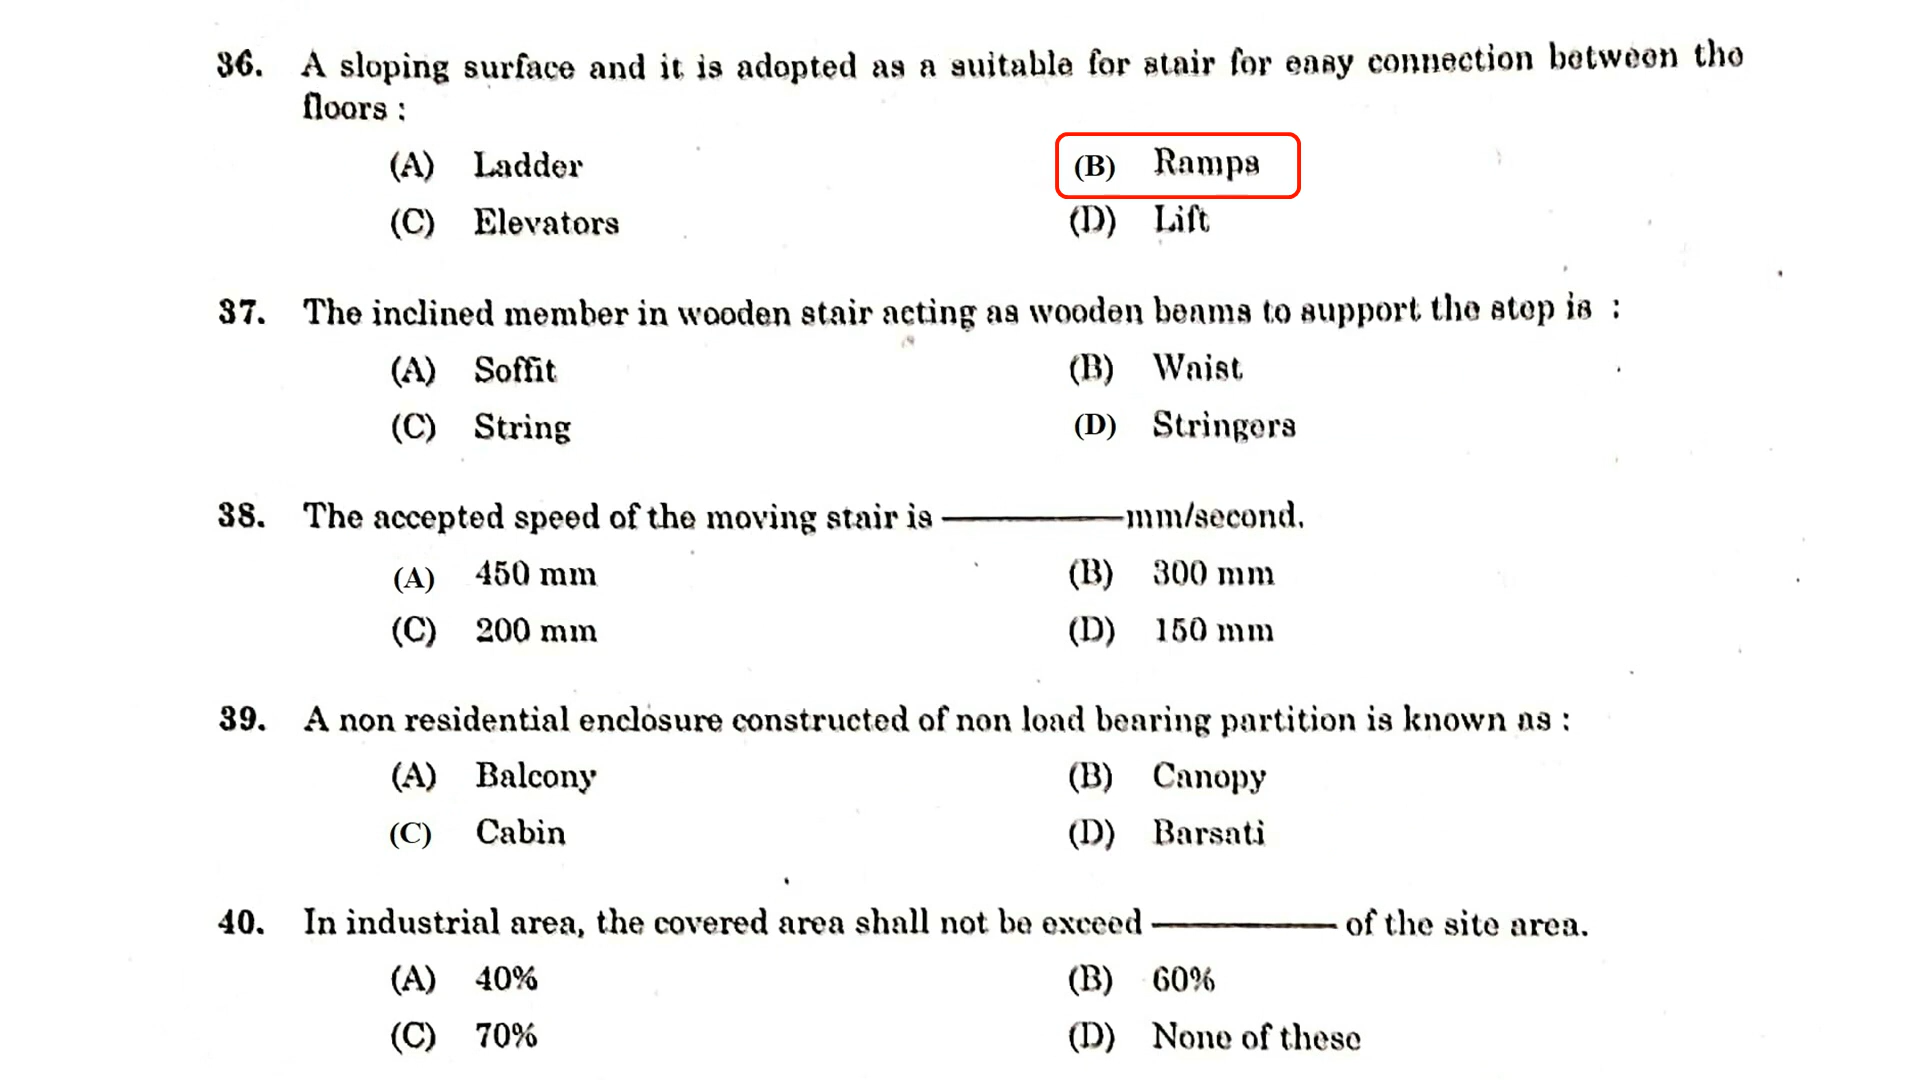 36. A sloping surface and it is adopted as a suitable for stair for easy connection between the
floors :
(A) Ladder (B) Ramps
(C) Elevators (D) Lift
37. The inclined member in wooden stair acting as wooden beams to support the step is :
(A) Soffit (B) Waist
(C) String (D) Stringers
38. The accepted speed of the moving stair is ———— mm/second.
(A) 450 mm (B) 300 mm
(C) 200 mm (D) 150 mm
39. A non residential enclosure constructed of non load bearing partition is known as :
(A) Balcony (B) Canopy
(C) Cabin (D) Barsati
40. In industrial area, the covered area shall not be exceed ———— of the site area.
(A) 40% (B) 60%
(C) 70% (D) None of these